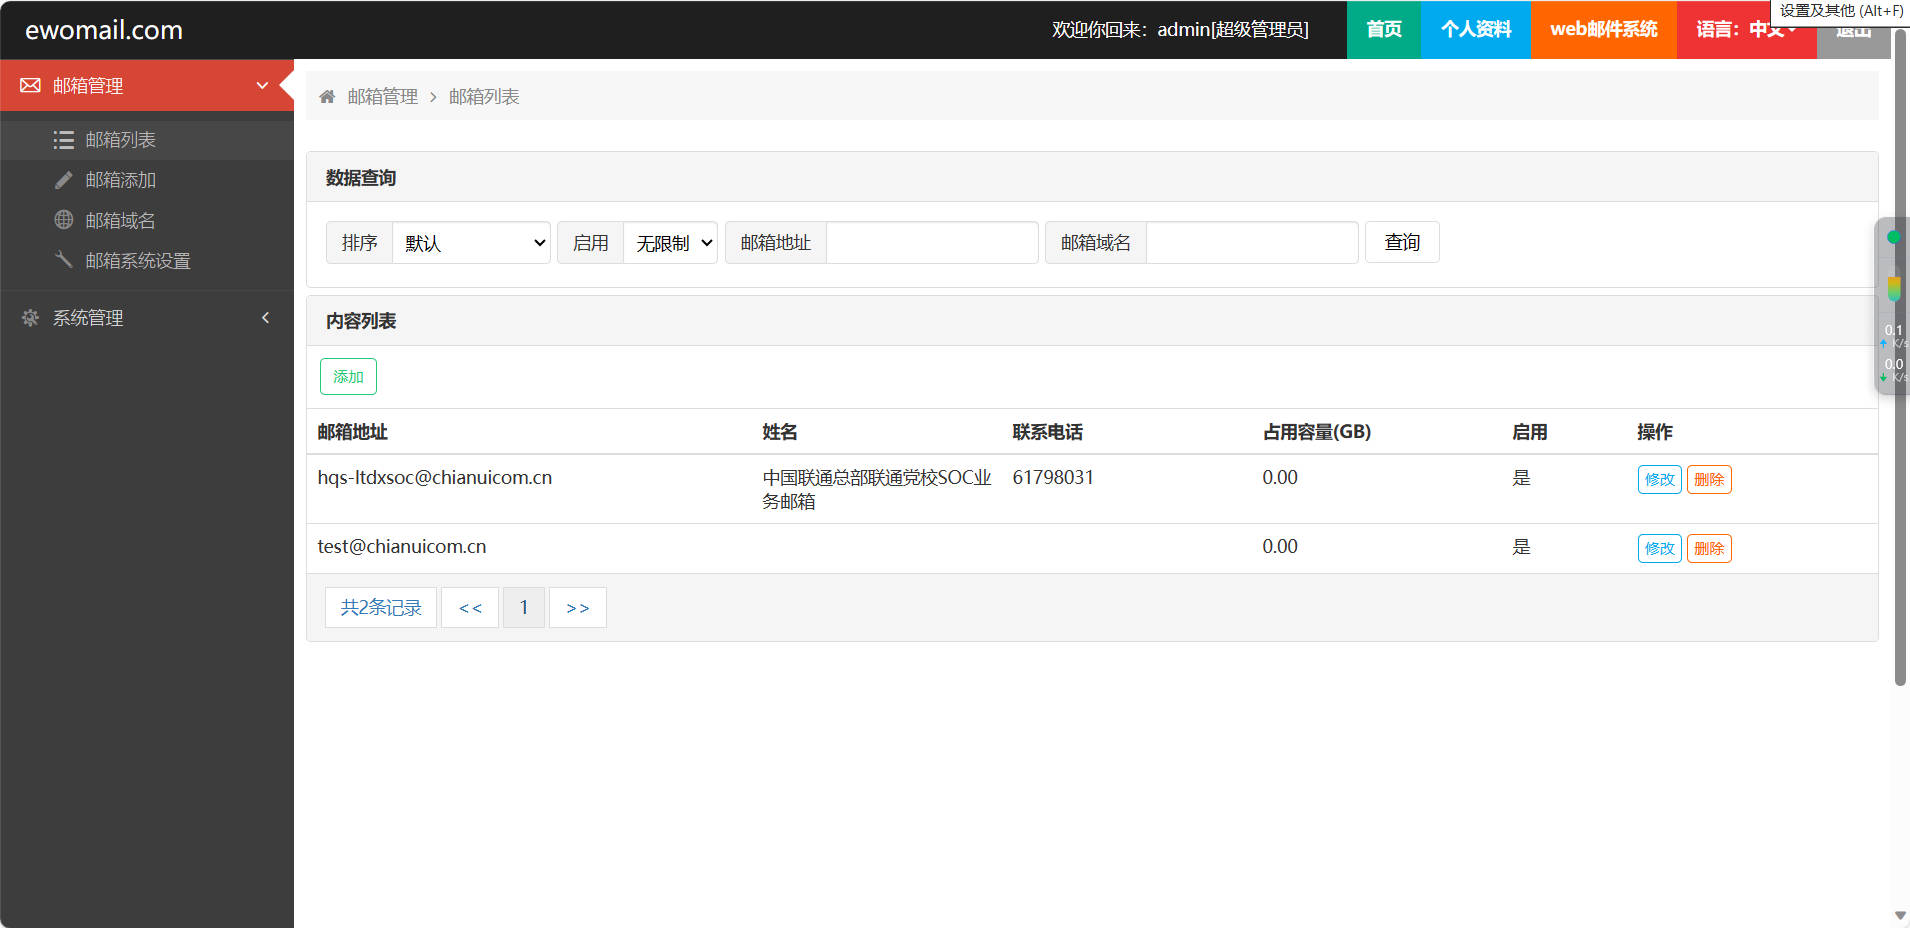 ewomail.com
欢迎你回来：admin[超级管理员]
首页
个人资料
web邮件系统
语言：中文
退出
设置及其他 (Alt+F)
邮箱管理
邮箱列表
邮箱添加
邮箱域名
邮箱系统设置
系统管理
邮箱管理 > 邮箱列表
数据查询
排序 默认 启用 无限制 邮箱地址 邮箱域名 查询
内容列表
添加
邮箱地址 姓名 联系电话 占用容量(GB) 启用 操作
hqs-ltdxsoc@chianuicom.cn 中国联通总部联通党校SOC业 61798031 0.00 是 修改 删除
务邮箱
test@chianuicom.cn 0.00 是 修改 删除
共2条记录 << 1 >>
0.1
K/s
0.0
K/s